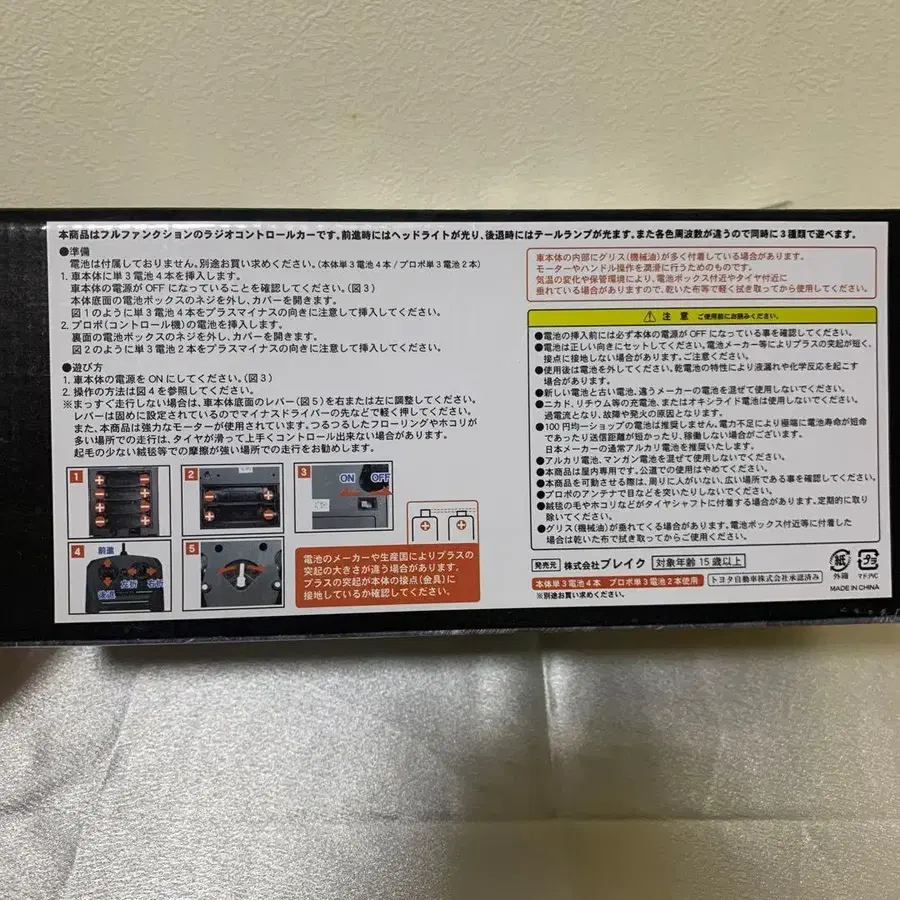 本商品はフルファンクションのラジオコントロールカーです。前進時にはヘッドライトが光り、後退時にはテールランプが光ます。また各色周波数が違うので同時に3種類で遊べます。
●準備
電池は付属しておりません。別途お買い求めください。(本体単3電池4本/プロポ単3電池2本)
1. 車本体に単3電池4本を挿入します。
車本体の電源がOFFになっていることを確認してください。(図3)
本体底面の電池ボックスのネジを外し、カバーを開きます。
図1のように単3電池4本をプラスマイナスの向きに注意して挿入してください。
2. プロポ(コントロール機)の電池を挿入します。
裏面の電池ボックスのネジを外し、カバーを開きます。
図2のように単3電池2本をプラスマイナスの向きに注意して挿入してください。
●遊び方
1. 車本体の電源をONにしてください。(図3)
2. 操作の方法は図4を参照してください。
※まっすぐ走行しない場合は、車本体底面のレバー(図5)を右または左に調整してください。
レバーは固めに設定されているのでマイナスドライバーの先などで軽く押してください。
また、本商品は強力なモーターが使用されています。つるつるしたフローリングやホコリが
多い場所での走行は、タイヤが滑って上手くコントロール出来ない場合があります。
起毛の少ない絨毯等での摩擦が強い場所での走行をお勧めします。
1
2
3
ON OFF
4
前進
左折 右折
後退
5
電池のメーカーや生産国によりプラスの
突起の大きさが違う場合があります。
プラスの突起が本体の接点(金具)に
接地しているか確認してください。
車本体の内部にグリス(機械油)が多く付着している場合があります。
モーターやハンドル操作を潤滑に行うためのものです。
気温の変化や保管環境により、電池ボックス付近やタイヤ付近に
垂れている場合がありますので、乾いた布等で軽く拭き取ってから使用してください。
注 意 ご使用前にお読みください。
●電池の挿入前には必ず本体の電源がOFFになっている事を確認してください。
●電池は正しい向きにセットしてください。電池メーカー等によりプラスの突起が短く、
接点に接地しない場合があります。ご注意ください。
●使用後は電池を外してください。乾電池の特性により液漏れや化学反応を起こす
場合があります。
●新しい電池と古い電池、違うメーカーの電池を混ぜて使用しないでください。
●ニカド、リチウム等の充電池、またはオキシライド電池は使用しないでください。
過電流となり、故障や発火の原因となります。
●100円均一ショップの電池は推奨しません。電力不足により極端に電池寿命が短命
であったり送信距離が短かったり、稼働しない場合がございます。
日本メーカーの通常アルカリ電池を推奨いたします。
●アルカリ電池、マンガン電池を混ぜて使用しないでください。
●本商品は屋内専用です。公道での使用はやめてください。
●本商品を可動させる際は、周りに人がいない、広い場所である事を確認してください。
●プロポのアンテナで目などを突いたりしないでください。
●絨毯の毛やホコリなどがタイヤシャフトに付着する場合があります。定期的に取り
除いてください。
●グリス(機械油)が垂れてくる場合があります。電池ボックス付近等に付着した
場合は乾いた布で拭き取ってからご使用ください。
発売元 株式会社ブレイク 対象年齢15歳以上
本体単3電池4本 プロポ単3電池2本使用 トヨタ自動車株式会社承認済み
※別途お買い求めください。
紙
外箱
プラ
MADE IN CHINA